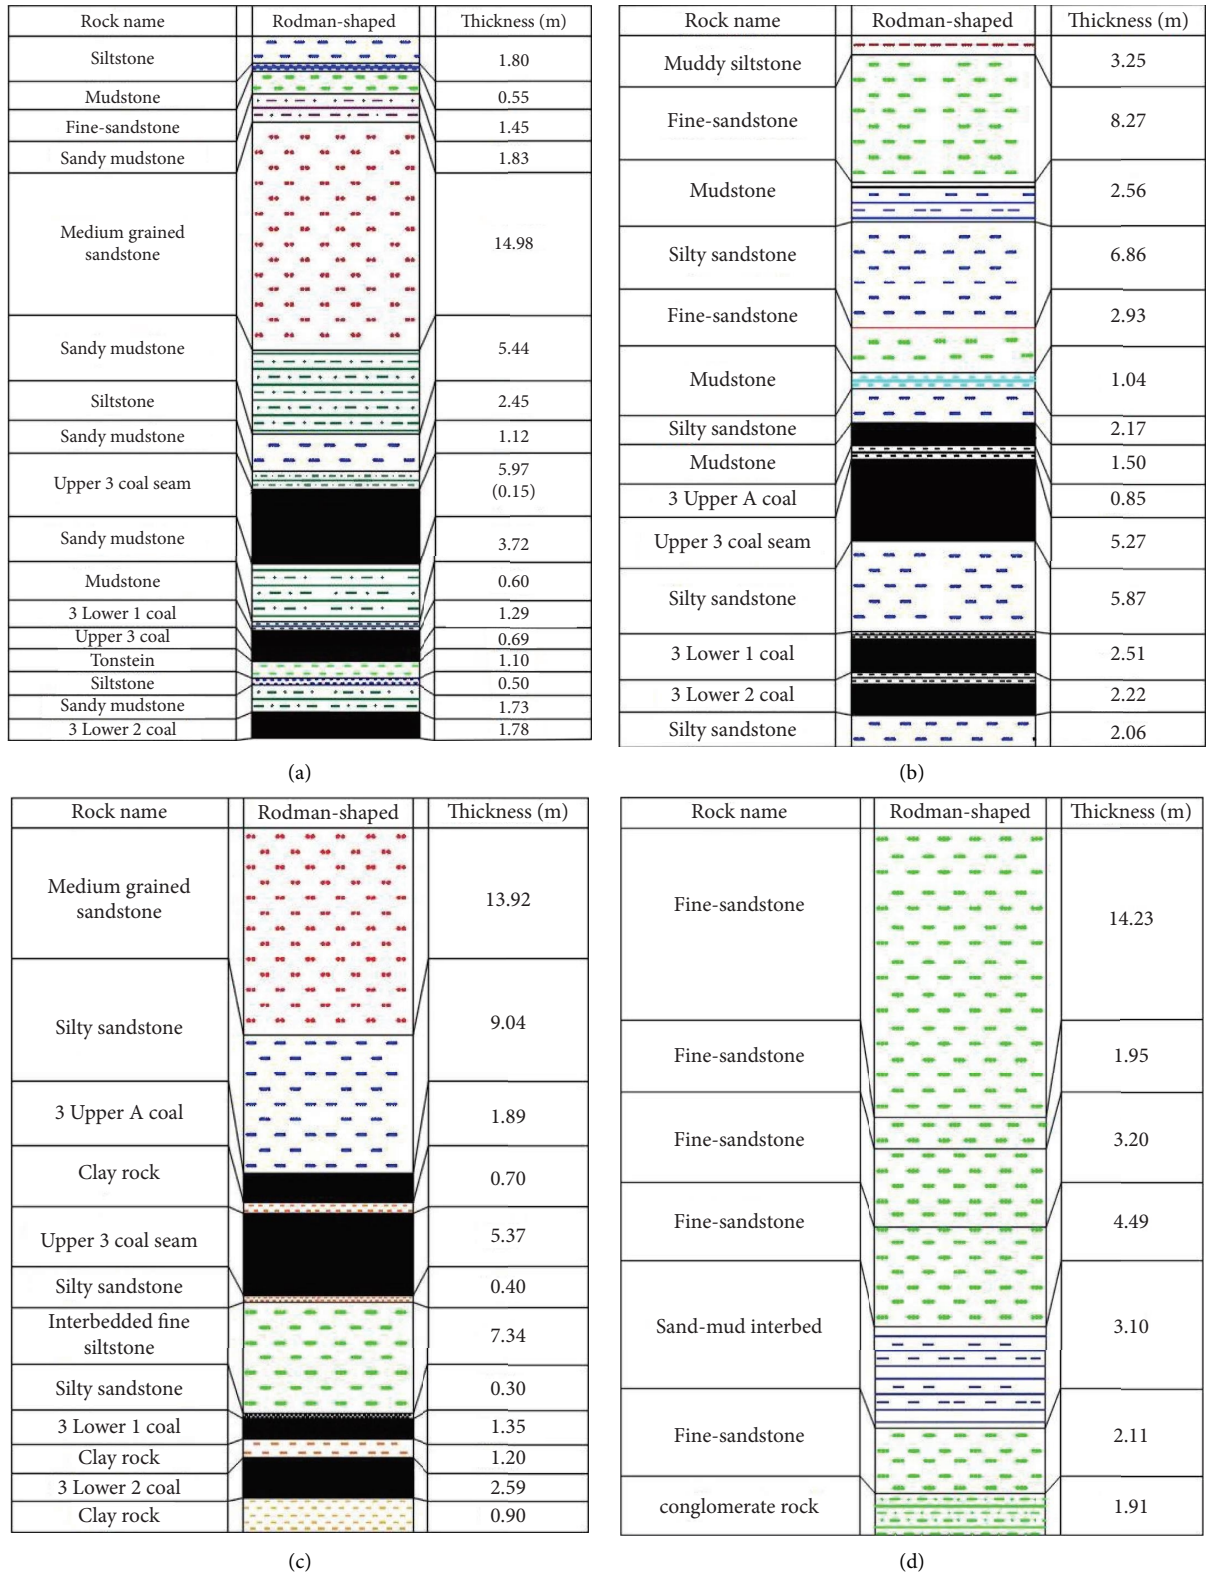 Rock name Rodman-shaped Thickness (m)
Siltstone 1.80
Mudstone 0.55
Fine-sandstone 1.45
Sandy mudstone 1.83
Medium grained
sandstone 14.98
Sandy mudstone 5.44
Siltstone 2.45
Sandy mudstone 1.12
Upper 3 coal seam 5.97
(0.15)
Sandy mudstone 3.72
Mudstone 0.60
3 Lower 1 coal 1.29
Upper 3 coal 0.69
Tonstein 1.10
Siltstone 0.50
Sandy mudstone 1.73
3 Lower 2 coal 1.78
(a)
Rock name Rodman-shaped Thickness (m)
Muddy siltstone 3.25
Fine-sandstone 8.27
Mudstone 2.56
Silty sandstone 6.86
Fine-sandstone 2.93
Mudstone 1.04
Silty sandstone 2.17
Mudstone 1.50
3 Upper A coal 0.85
Upper 3 coal seam 5.27
Silty sandstone 5.87
3 Lower 1 coal 2.51
3 Lower 2 coal 2.22
Silty sandstone 2.06
(b)
Rock name Rodman-shaped Thickness (m)
Medium grained
sandstone 13.92
Silty sandstone 9.04
3 Upper A coal 1.89
Clay rock 0.70
Upper 3 coal seam 5.37
Silty sandstone 0.40
Interbedded fine
siltstone 7.34
Silty sandstone 0.30
3 Lower 1 coal 1.35
Clay rock 1.20
3 Lower 2 coal 2.59
Clay rock 0.90
(c)
Rock name Rodman-shaped Thickness (m)
Fine-sandstone 14.23
Fine-sandstone 1.95
Fine-sandstone 3.20
Fine-sandstone 4.49
Sand-mud interbed 3.10
Fine-sandstone 2.11
conglomerate rock 1.91
(d)